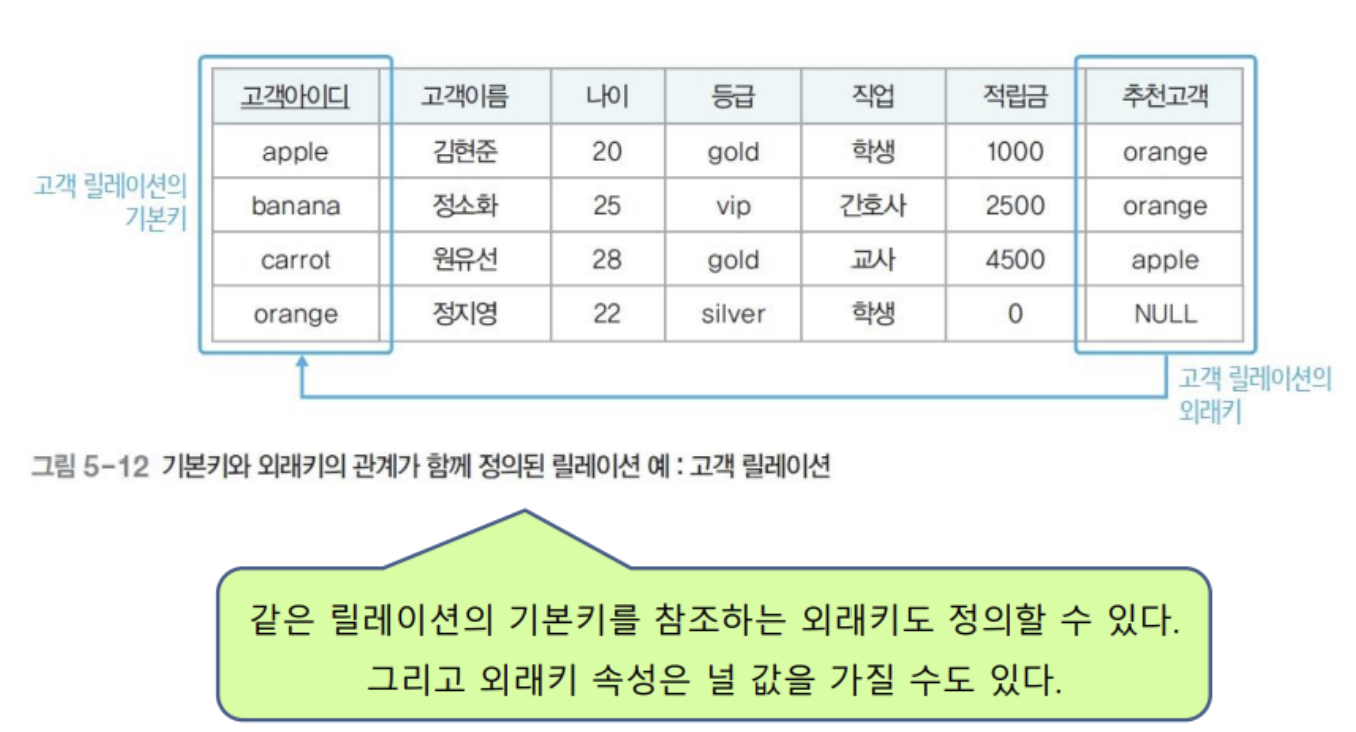 고객아이디 고객이름 나이 등급 직업 적립금 추천고객
apple 김현준 20 gold 학생 1000 orange
banana 정소화 25 vip 간호사 2500 orange
carrot 원유선 28 gold 교사 4500 apple
orange 정지영 22 silver 학생 0 NULL
고객 릴레이션의
기본키
고객 릴레이션의
외래키
그림 5-12 기본키와 외래키의 관계가 함께 정의된 릴레이션 예 : 고객 릴레이션
같은 릴레이션의 기본키를 참조하는 외래키도 정의할 수 있다.
그리고 외래키 속성은 널 값을 가질 수도 있다.